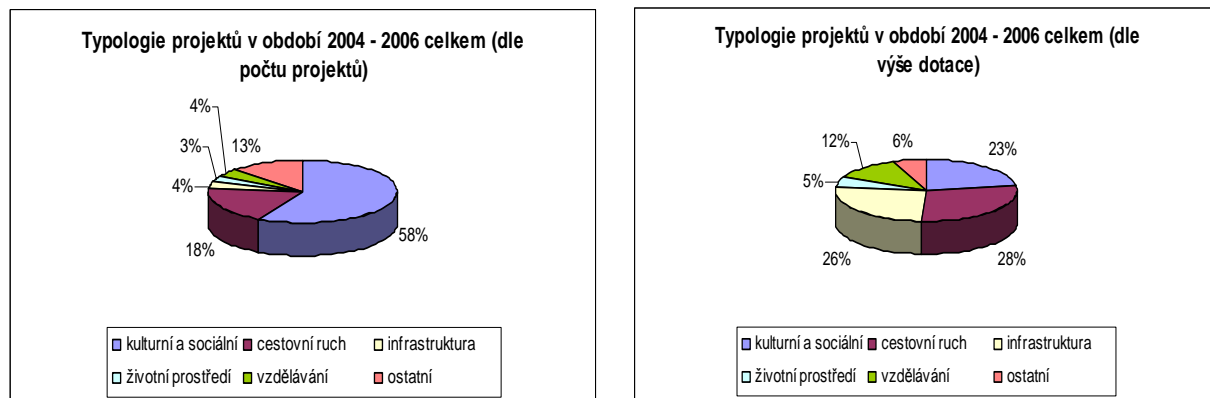 Typologie projektů v období 2004 - 2006 celkem (dle
počtu projektů)
4%
3%
13%
4%
18%
58%
kulturní a sociální
cestovní ruch
infrastruktura
životní prostředí
vzdělávání
ostatní
Typologie projektů v období 2004 - 2006 celkem (dle
výše dotace)
12%
6%
23%
5%
26%
28%
kulturní a sociální
cestovní ruch
infrastruktura
životní prostředí
vzdělávání
ostatní